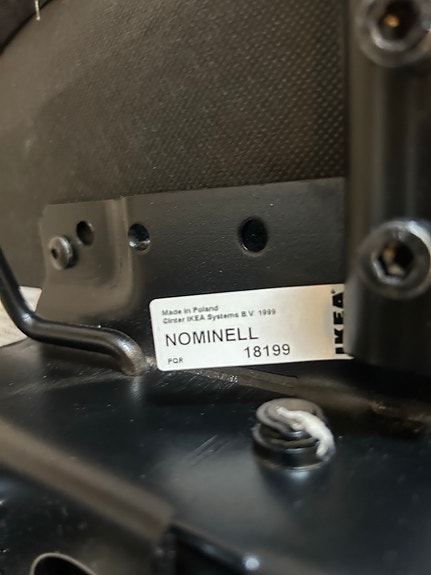 Made in Poland
©Inter IKEA Systems B.V. 1999
NOMINELL
PQR 18199
IKEA®